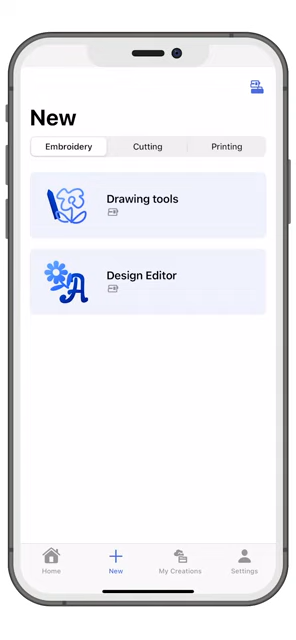 New
Embroidery Cutting Printing
Drawing tools
Design Editor
Home New My Creations Settings